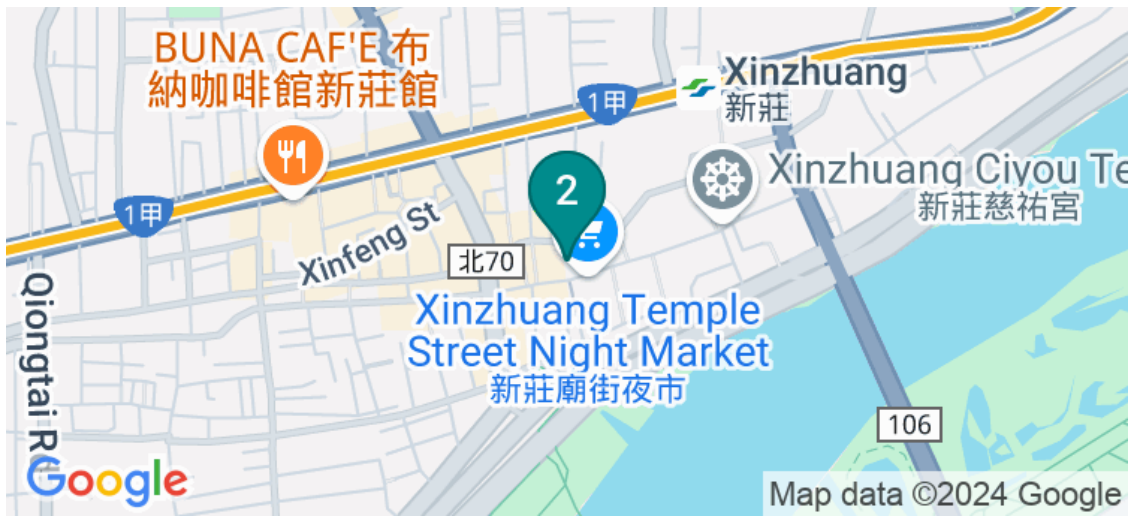 BUNA CAF'E 布
納咖啡館新莊館
1甲
Xinzhuang
新莊
2
Xinzhuang Ciyou Te
新莊慈祐宮
1甲
Xinfeng St
北70
Xinzhuang Temple
Street Night Market
新莊廟街夜市
Qiongtai R
106
Google
Map data ©2024 Google